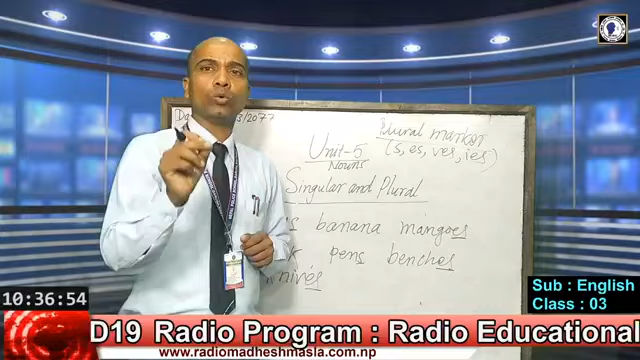 3/2077
Plural marker
Unit-5 (s, es, ves, ies)
Nouns
Singular and Plural
banana mangoes
pens benches
knives
10:36:54
Sub : English
Class : 03
D19 Radio Program : Radio Educational
www.radiomadheshmasla.com.np